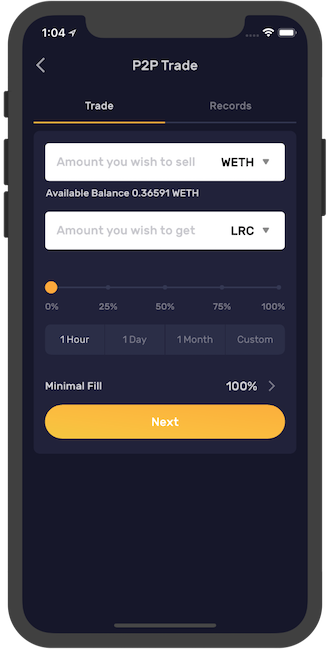 1:04
P2P Trade
Trade Records
Amount you wish to sell WETH
Available Balance 0.36591 WETH
Amount you wish to get LRC
0% 25% 50% 75% 100%
1 Hour 1 Day 1 Month Custom
Minimal Fill 100%
Next